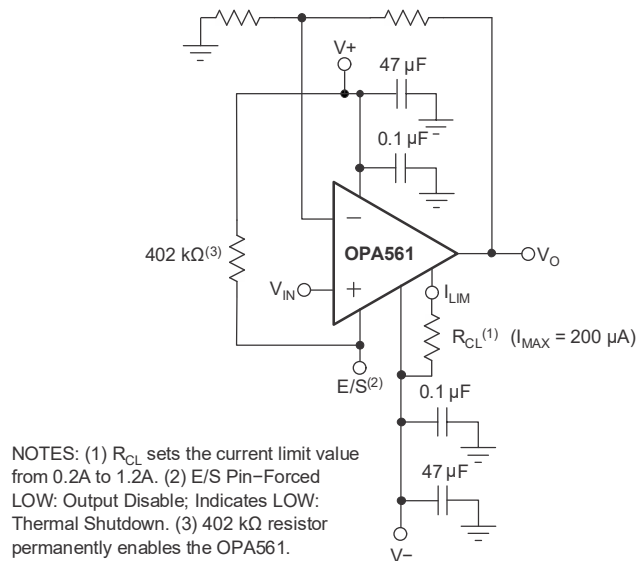 V+
47 µF
0.1 µF
−
OPA561
402 kΩ(3)
VO
VIN
+
ILIM
RCL(1) (IMAX = 200 µA)
E/S(2)
0.1 µF
47 µF
V−
NOTES: (1) RCL sets the current limit value
from 0.2A to 1.2A. (2) E/S Pin−Forced
LOW: Output Disable; Indicates LOW:
Thermal Shutdown. (3) 402 kΩ resistor
permanently enables the OPA561.